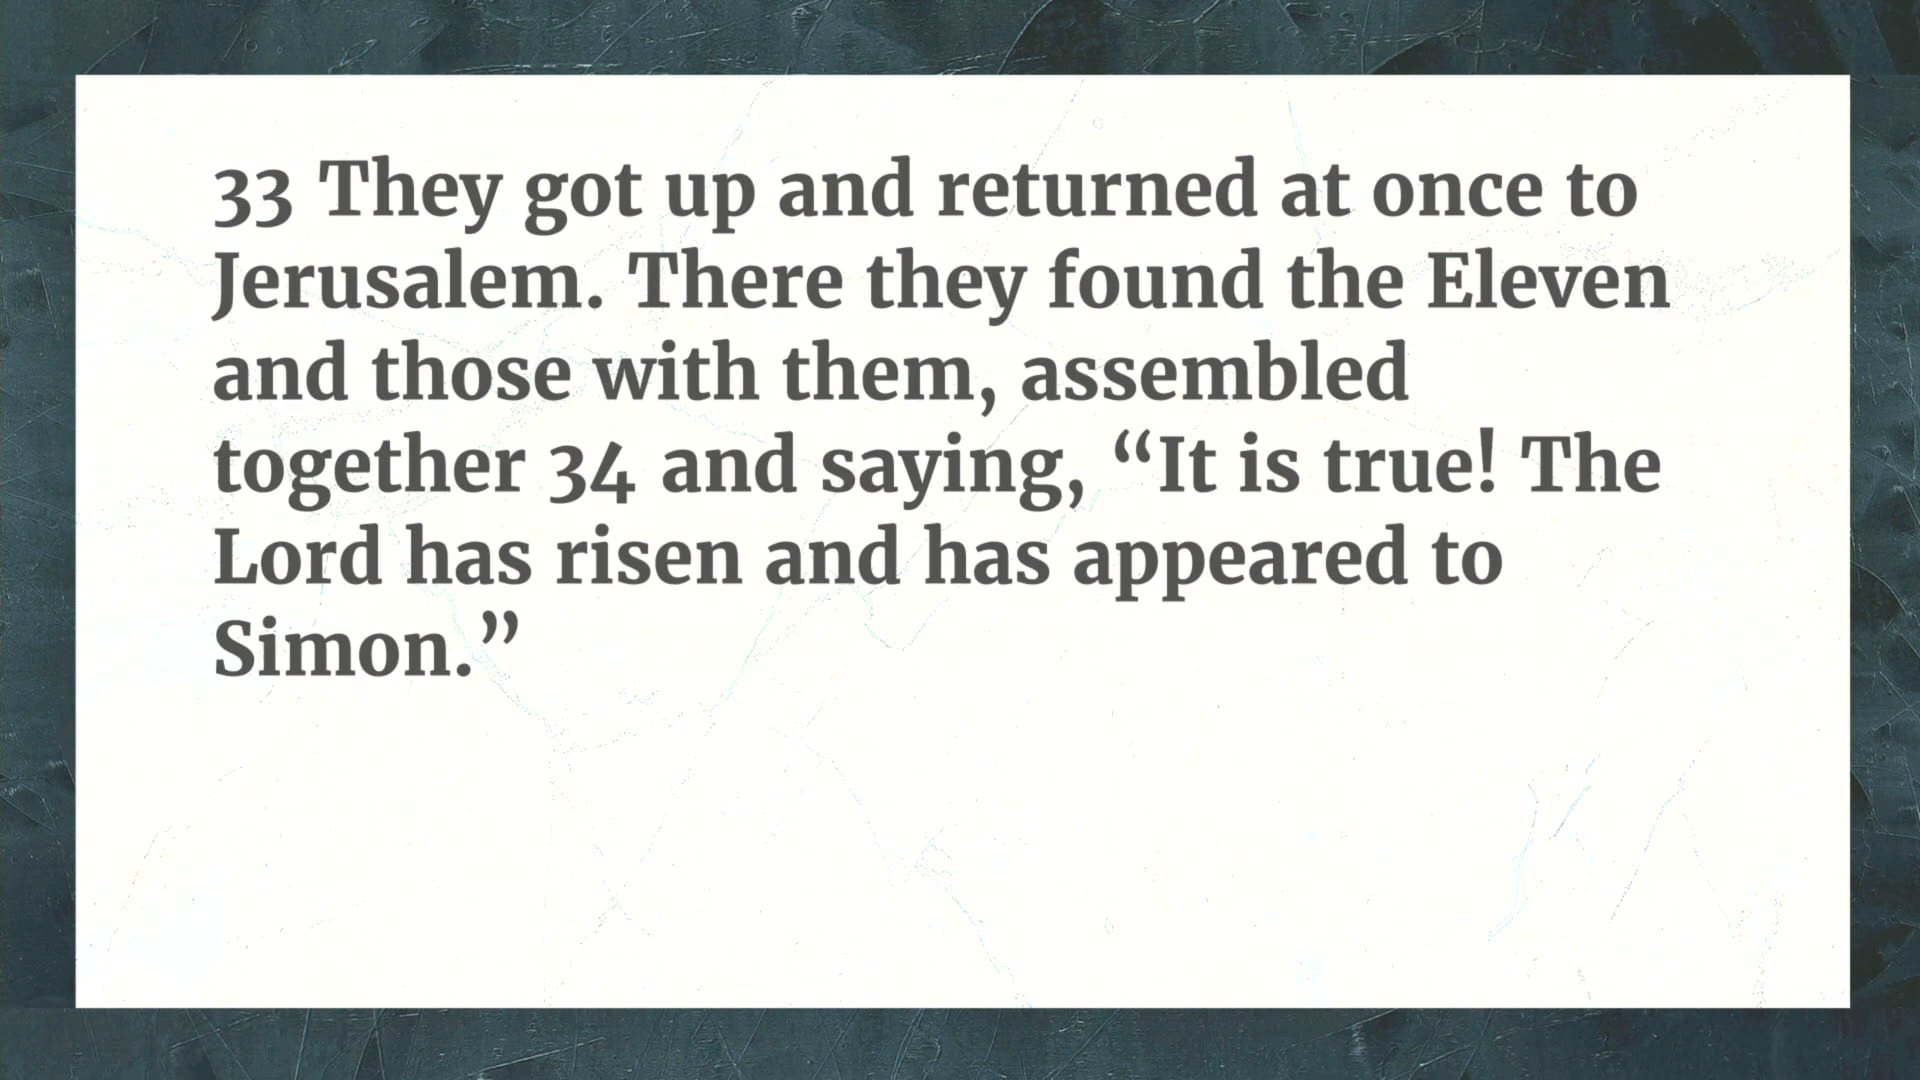 33 They got up and returned at once to
Jerusalem. There they found the Eleven
and those with them, assembled
together 34 and saying, “It is true! The
Lord has risen and has appeared to
Simon.”